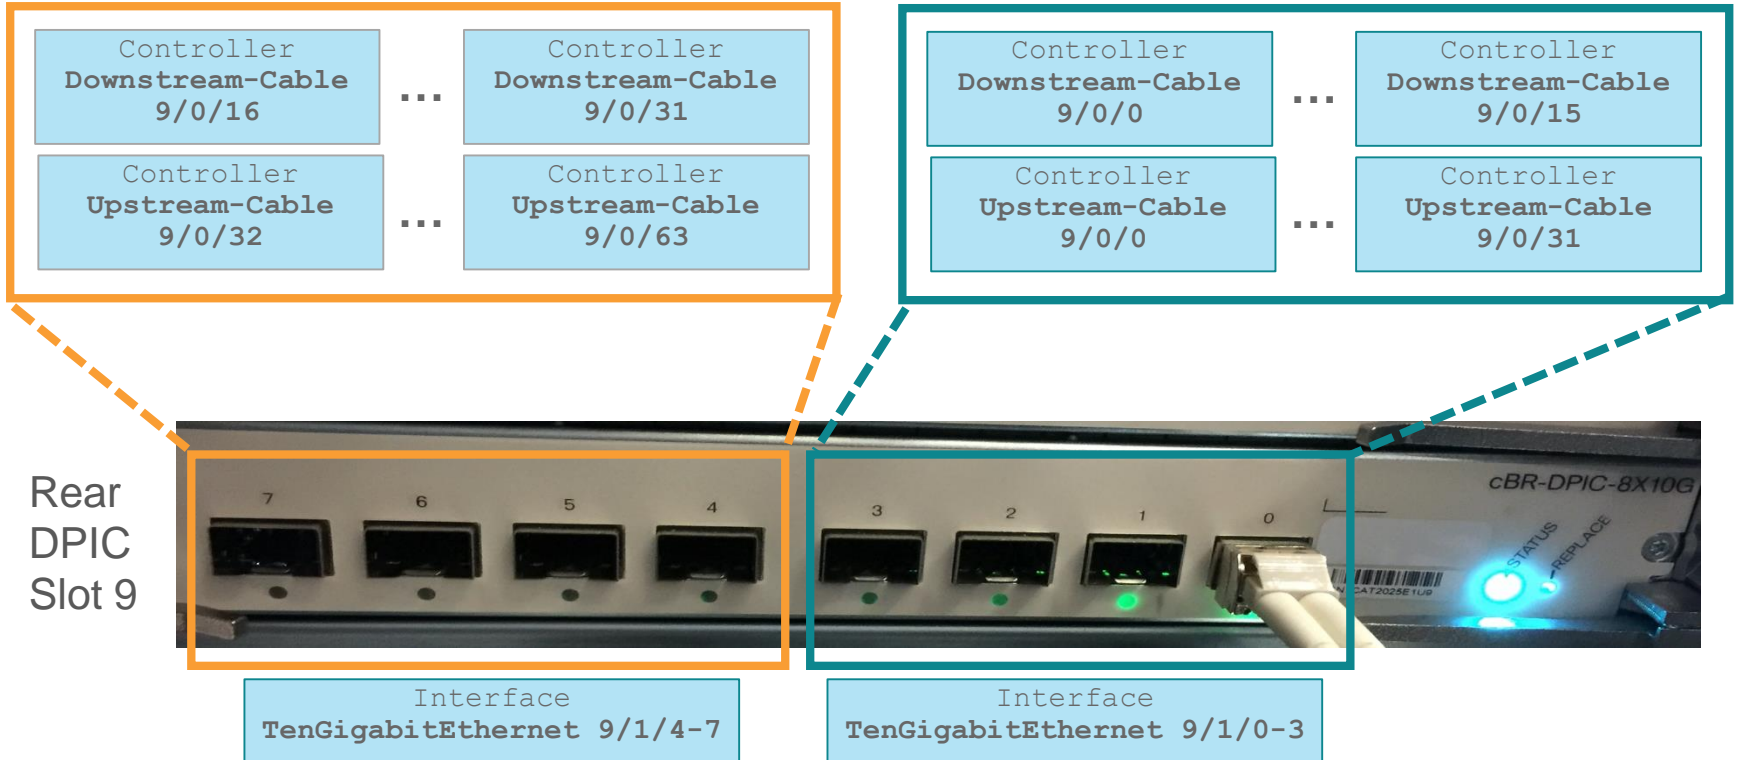 Controller
Downstream-Cable
9/0/16
...
Controller
Downstream-Cable
9/0/31
Controller
Upstream-Cable
9/0/32
...
Controller
Upstream-Cable
9/0/63
Controller
Downstream-Cable
9/0/0
...
Controller
Downstream-Cable
9/0/15
Controller
Upstream-Cable
9/0/0
...
Controller
Upstream-Cable
9/0/31
Rear
DPIC
Slot 9
7
6
5
4
3
2
1
0
cBR-DPIC-8X10G
STATUS
REPLACE
CAT2025E1U9
Interface
TenGigabitEthernet 9/1/4-7
Interface
TenGigabitEthernet 9/1/0-3